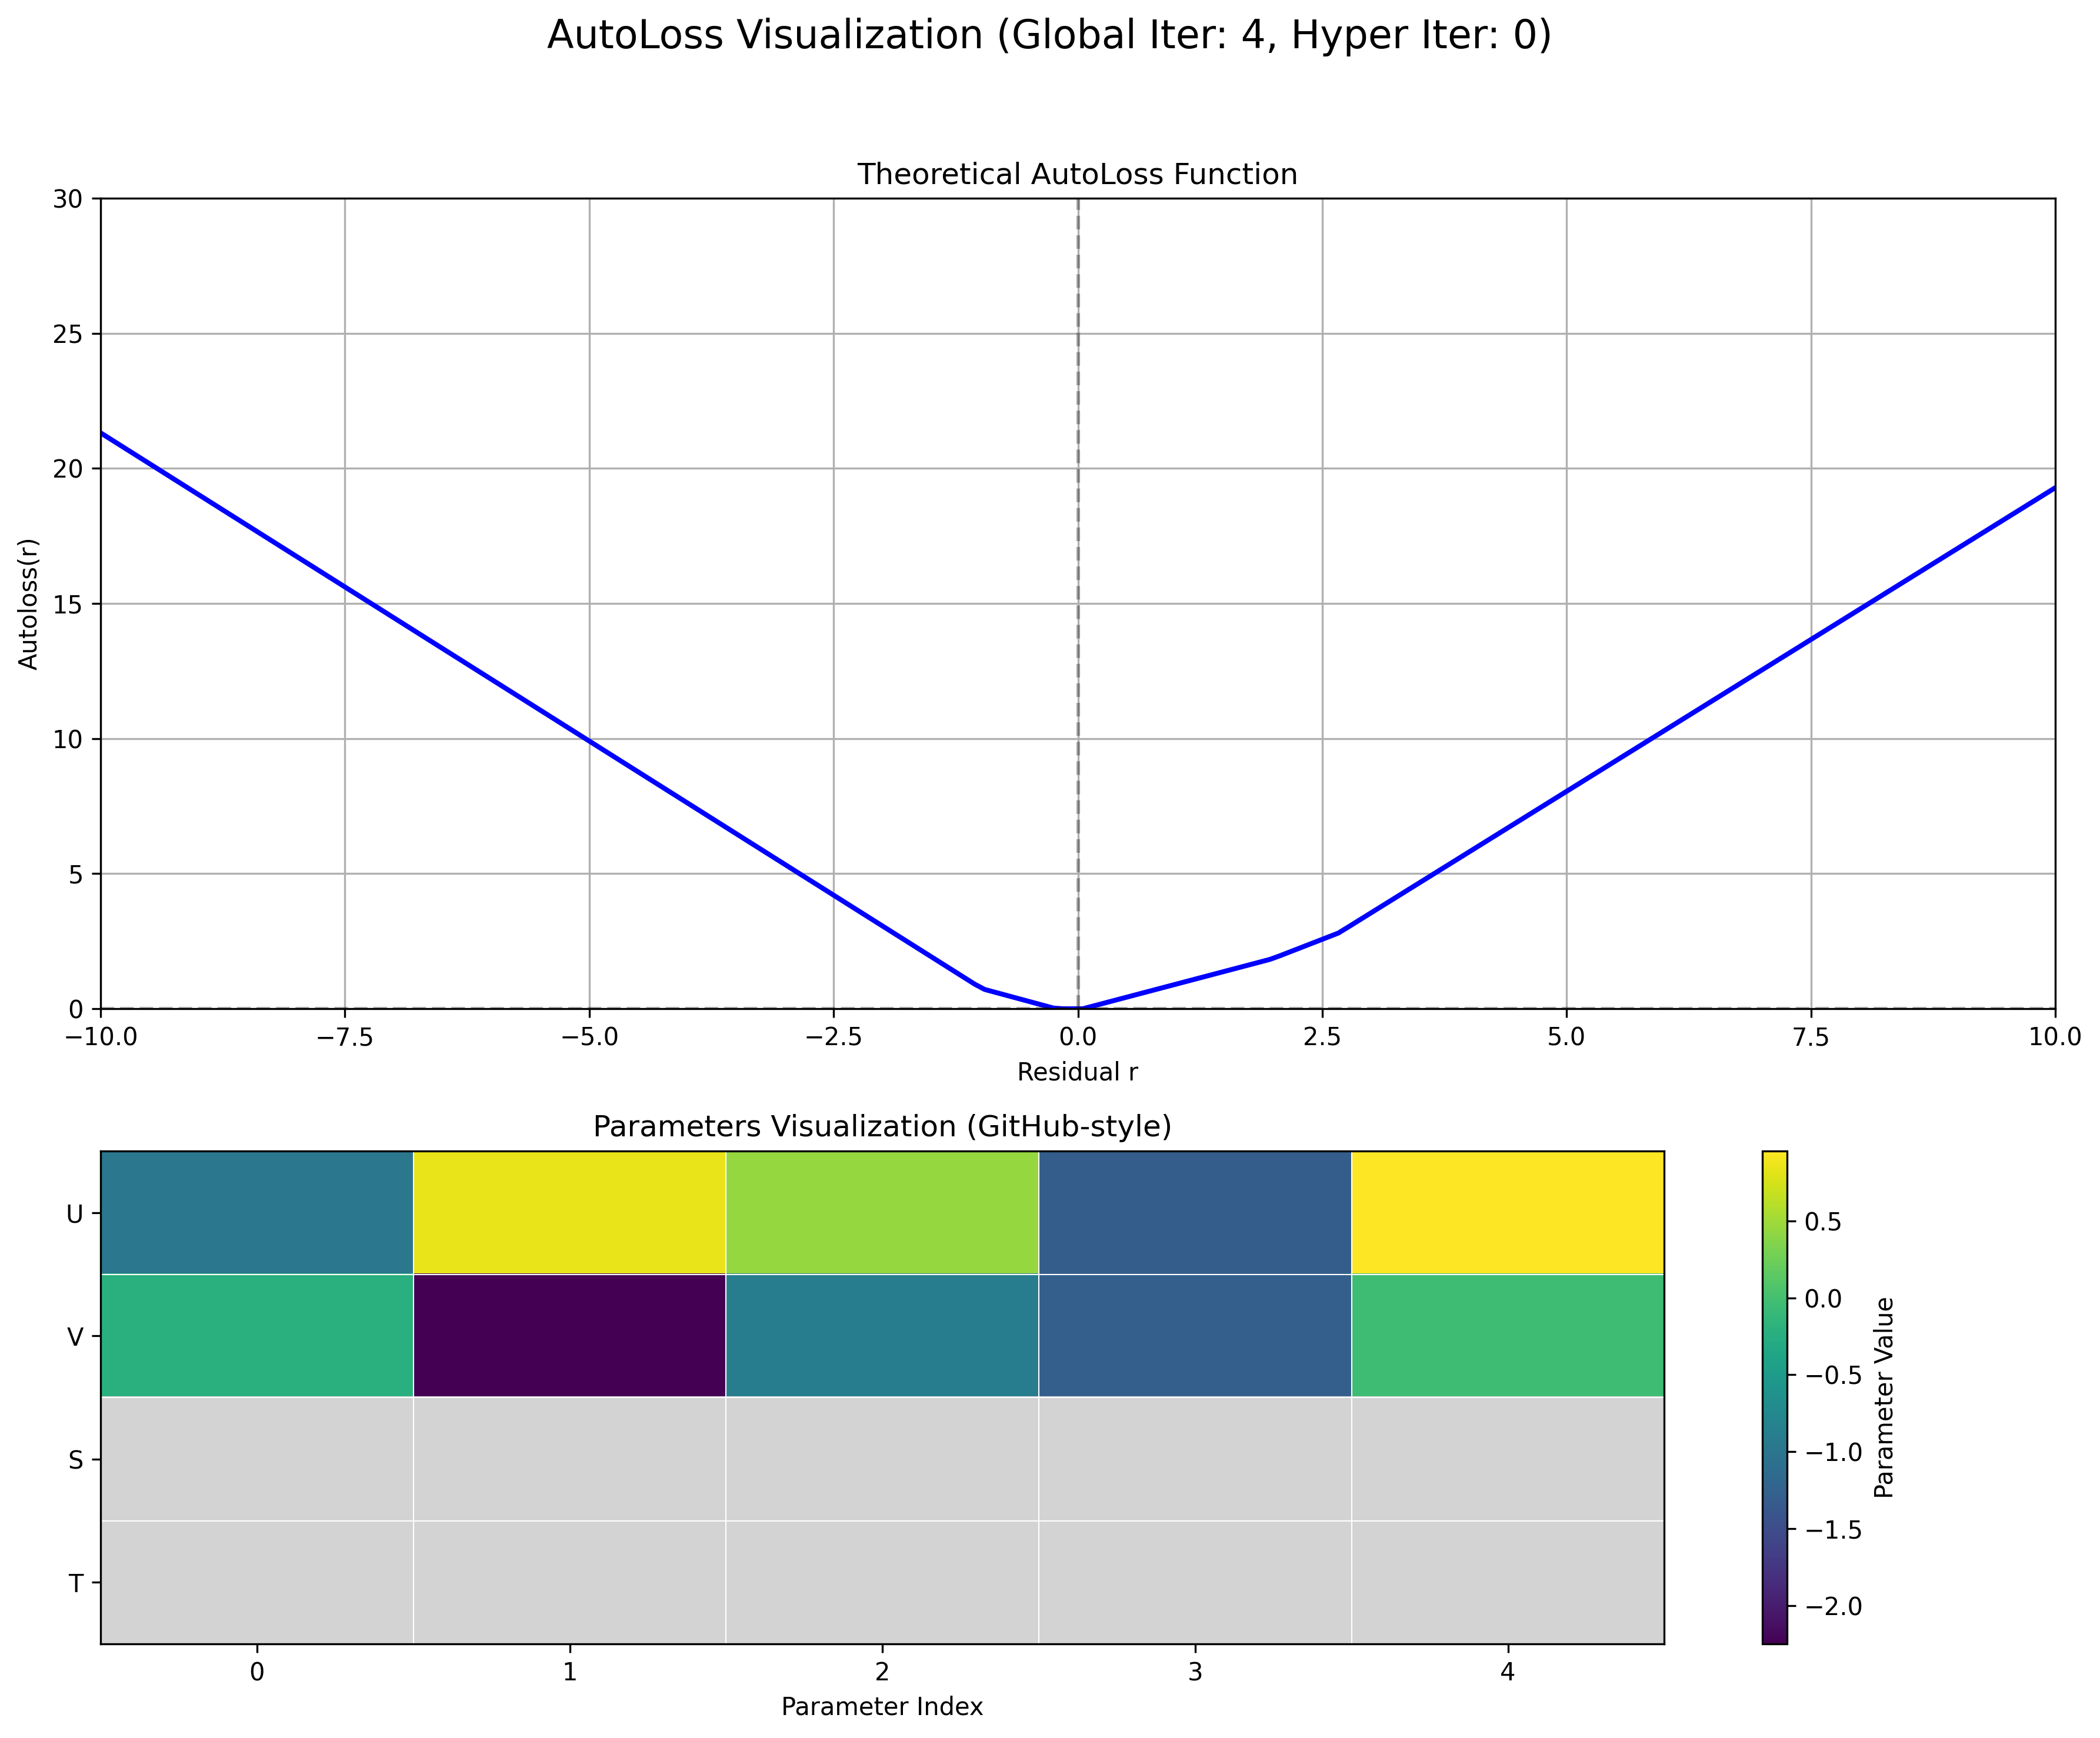 AutoLoss Visualization (Global Iter: 4, Hyper Iter: 0)
Theoretical AutoLoss Function
30
25
20
15
10
5
0
Autoloss(r)
−10.0
−7.5
−5.0
−2.5
0.0
2.5
5.0
7.5
10.0
Residual r
Parameters Visualization (GitHub-style)
U
V
S
T
0
1
2
3
4
Parameter Index
0.5
0.0
−0.5
−1.0
−1.5
−2.0
Parameter Value